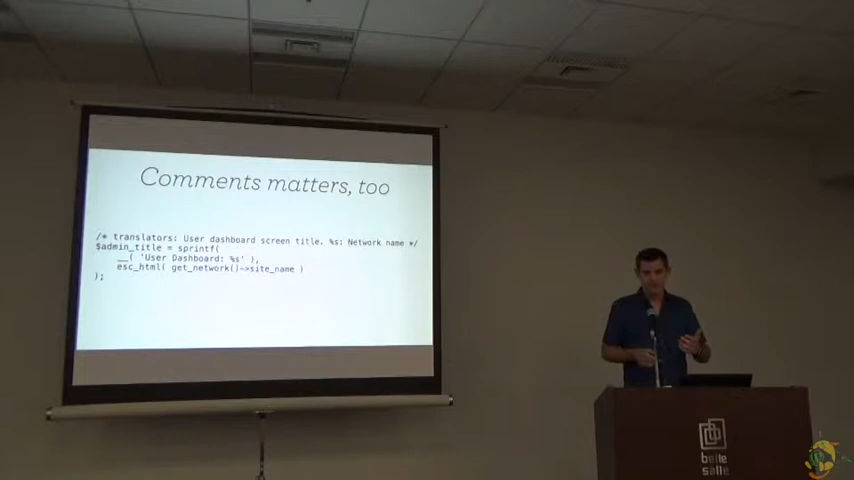 Comments matters, too
/* translators: User dashboard screen title. %s: Network name */
$admin_title = sprintf(
__( 'User Dashboard: %s' ),
esc_html( get_network()->site_name )
);
belle
salle